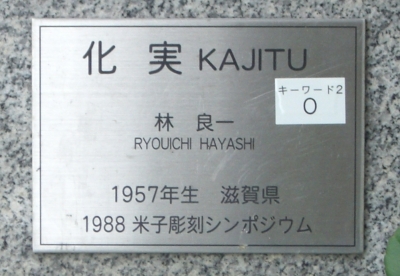 化 実 KAJITU
キーワード2
O
林 良一
RYOUICHI HAYASHI
1957年生 滋賀県
1988 米子彫刻シンポジウム